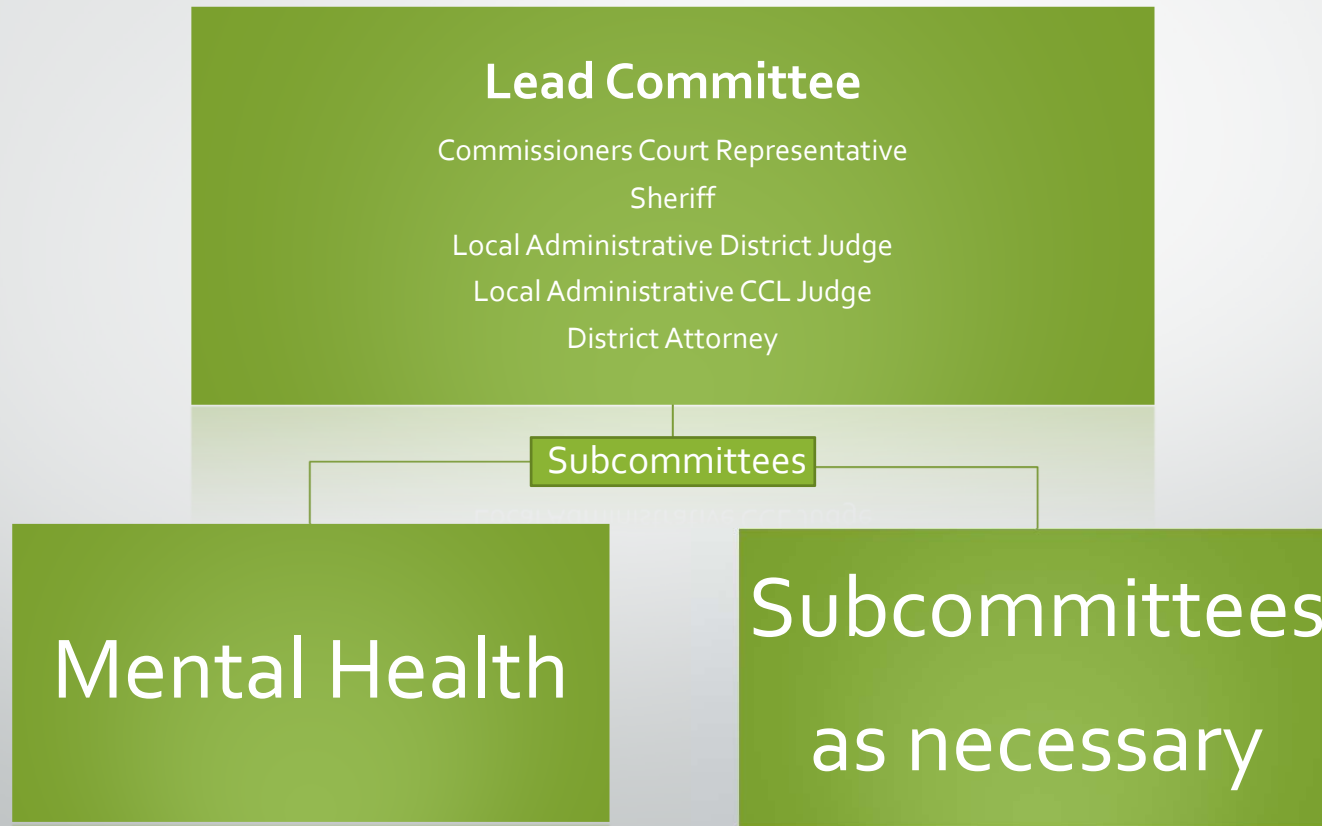 Lead Committee
Commissioners Court Representative
Sheriff
Local Administrative District Judge
Local Administrative CCL Judge
District Attorney
Subcommittees
Mental Health
Subcommittees
as necessary